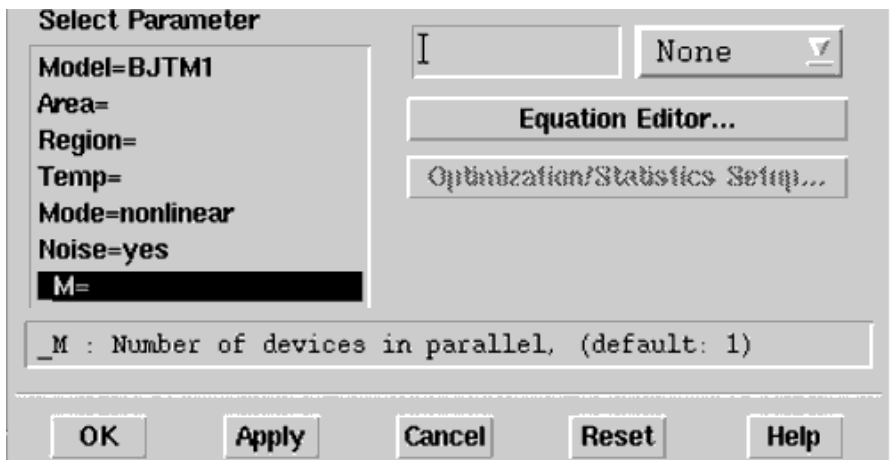 Select Parameter
Model=BJTM1
Area=
Region=
Temp=
Mode=nonlinear
Noise=yes
_M=
None
Equation Editor...
Optimization/Statistics Setup...
_M : Number of devices in parallel, (default: 1)
OK Apply Cancel Reset Help